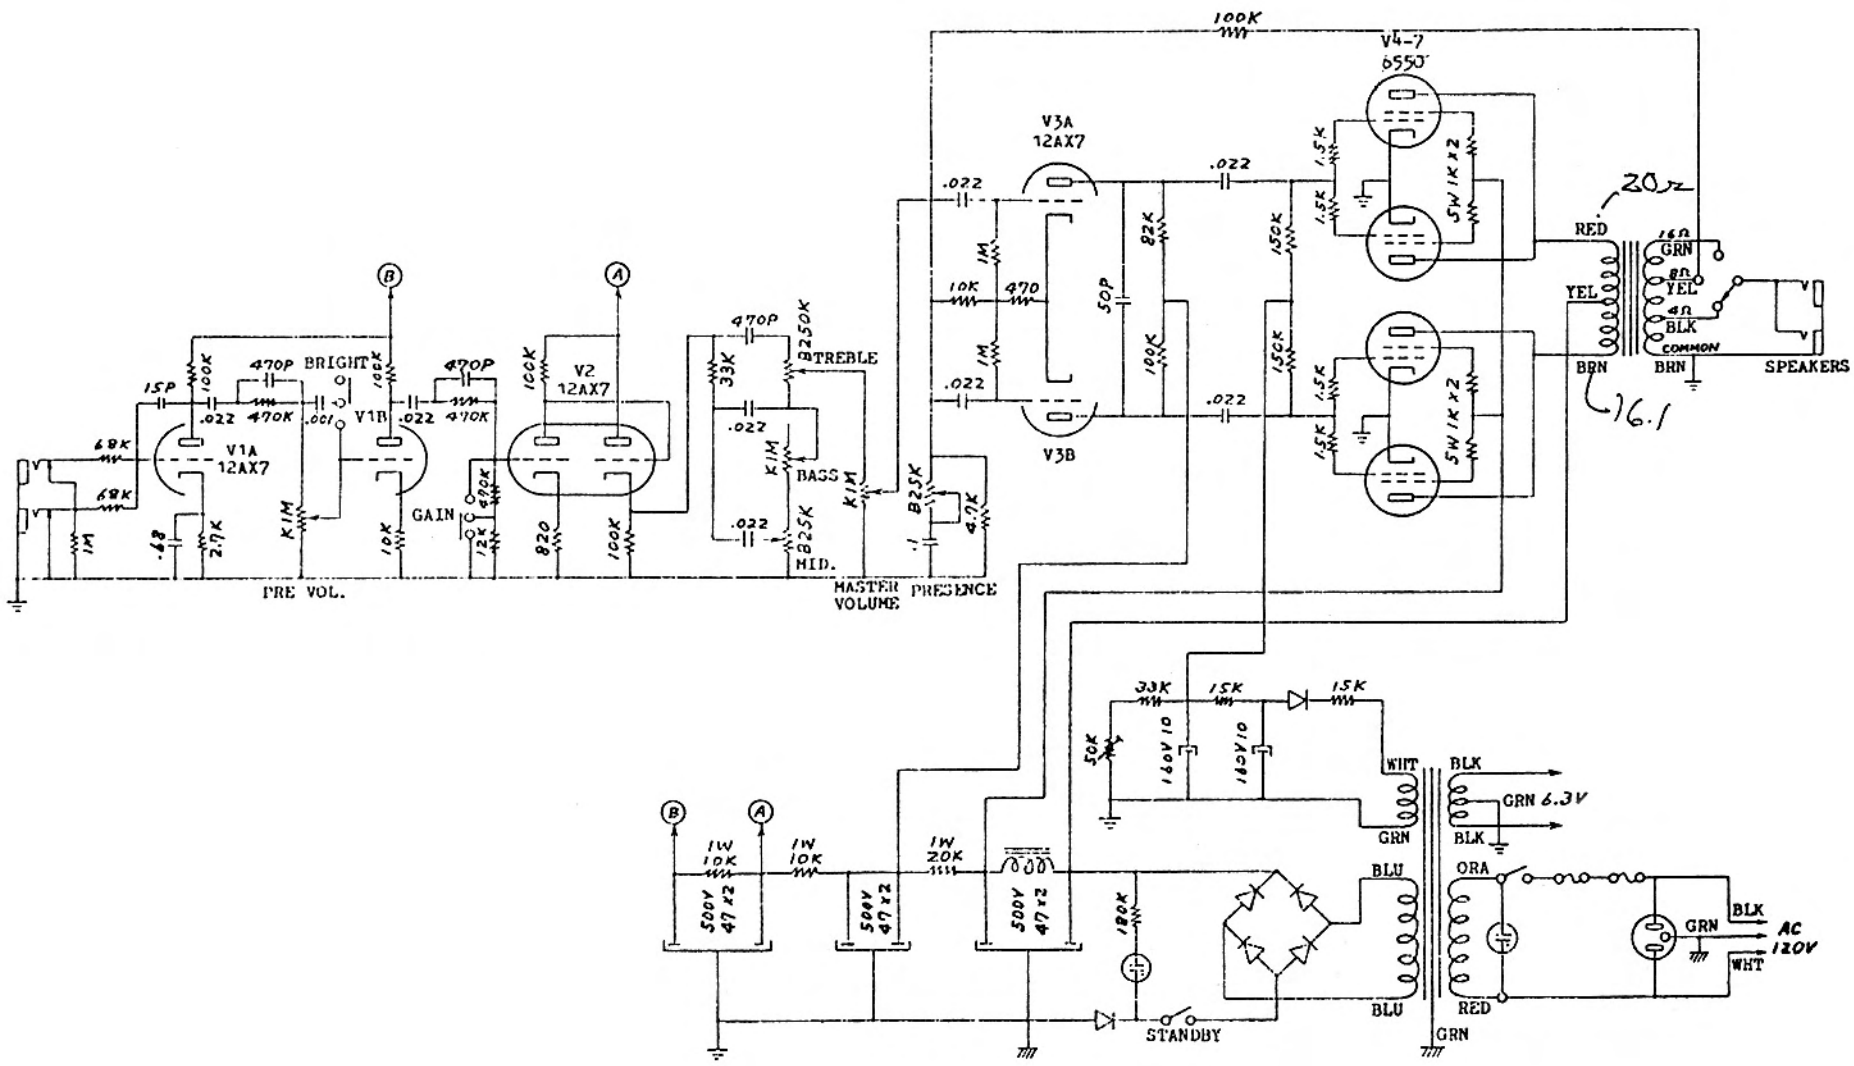 100K
V4-7
6550
V3A
12AX7
.022
.022
1.5K
1.5K
5W 1K x2
20Ω
RED
16Ω
GRN
8Ω
YEL
4Ω
BLK
COMMON
BRN
SPEAKERS
YEL
BRN
16.1
1M
82K
150K
10K
470
50P
1M
100K
150K
.022
.022
1.5K
1.5K
5W 1K x2
V3B
B
A
470P
B250K
TREBLE
33K
.022
K1M
BASS
.022
B25K
MID.
K1M
MASTER
VOLUME
B25K
4.7K
.1
PRESENCE
15P
100K
470P
BRIGHT
.022
470K
.001
V1B
100K
470P
.022
470K
100K
V2
12AX7
68K
V1A
12AX7
68K
1M
.68
2.7K
K1M
10K
GAIN
470K
12K
820
100K
PRE VOL.
33K
15K
15K
50K
160V 10
160V 10
WHT
GRN
BLK
GRN 6.3V
BLK
B
A
1W
10K
1W
10K
1W
20K
500V
47x2
500V
47x2
500V
47x2
180K
STANDBY
BLU
BLU
ORA
RED
GRN
BLK
GRN
WHT
AC
120V